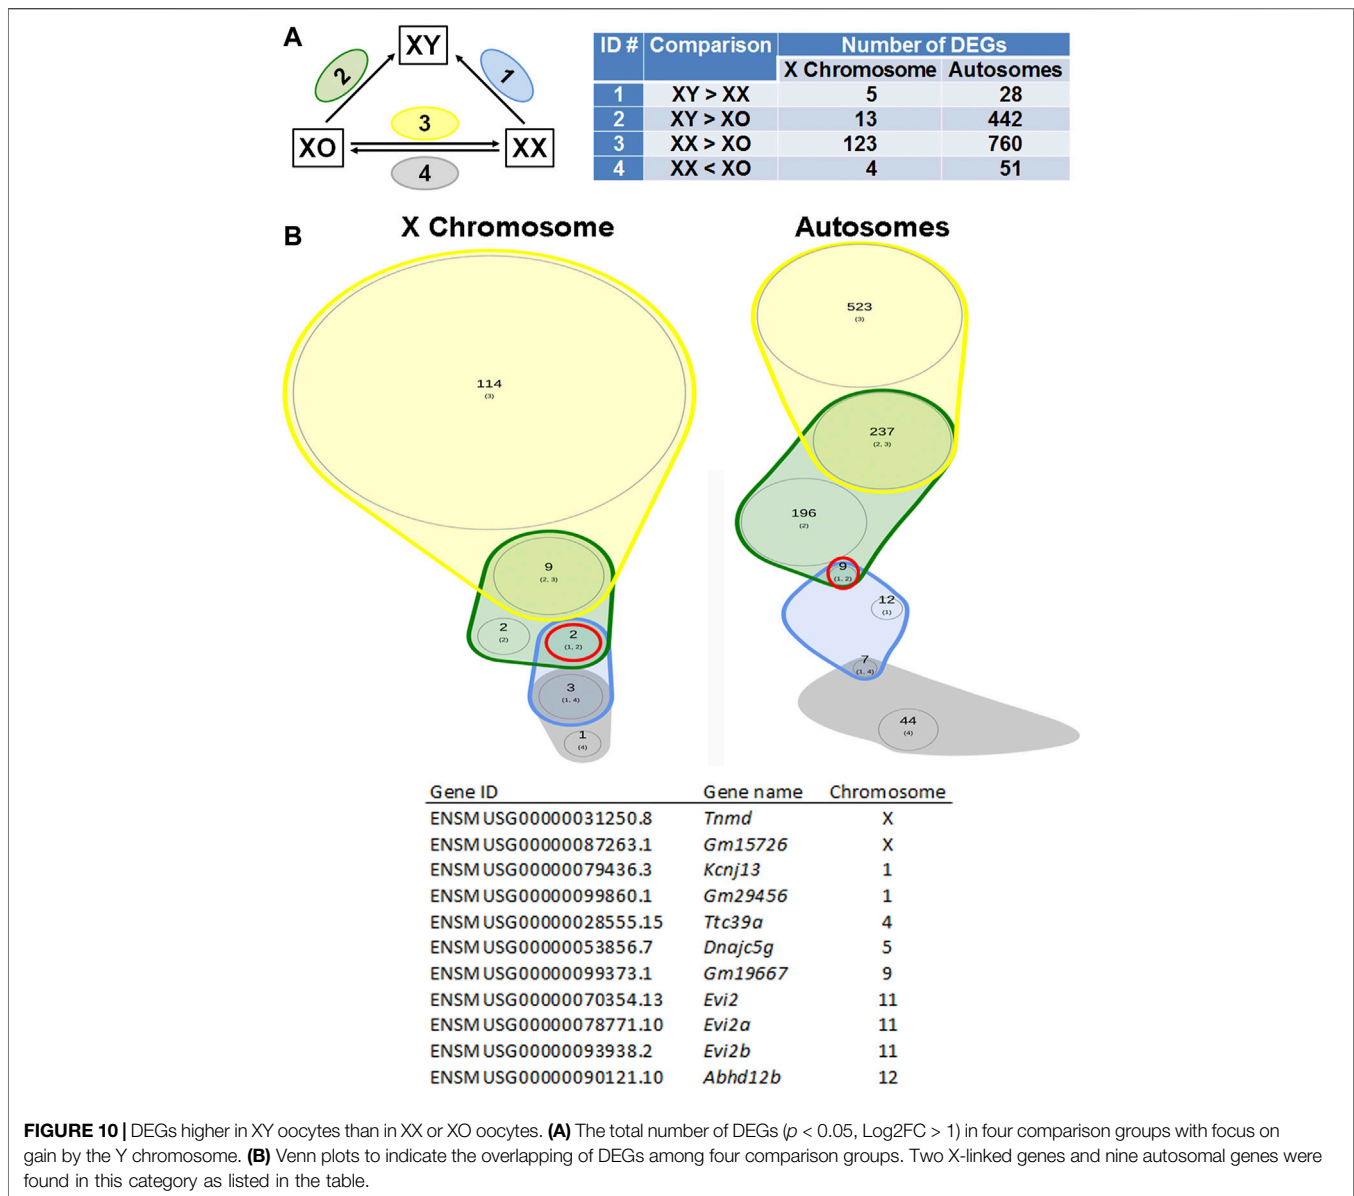 A
XY
2
1
3
XO
XX
4
ID # Comparison Number of DEGs
X Chromosome Autosomes
1 XY > XX 5 28
2 XY > XO 13 442
3 XX > XO 123 760
4 XX < XO 4 51
B
X Chromosome
Autosomes
114
(3)
9
(2, 3)
2
(2)
2
(1, 2)
3
(1, 4)
1
(4)
523
(3)
237
(2, 3)
196
(2)
9
(1, 2)
12
(1)
7
(1, 4)
44
(4)
Gene ID Gene name Chromosome
ENSMUSG00000031250.8 Tnmd X
ENSMUSG00000087263.1 Gm15726 X
ENSMUSG00000079436.3 Kcnj13 1
ENSMUSG00000099860.1 Gm29456 1
ENSMUSG00000028555.15 Ttc39a 4
ENSMUSG00000053856.7 Dnajc5g 5
ENSMUSG00000099373.1 Gm19667 9
ENSMUSG00000070354.13 Evi2 11
ENSMUSG00000078771.10 Evi2a 11
ENSMUSG00000093938.2 Evi2b 11
ENSMUSG00000090121.10 Abhd12b 12
FIGURE 10 | DEGs higher in XY oocytes than in XX or XO oocytes. (A) The total number of DEGs (p < 0.05, Log2FC > 1) in four comparison groups with focus on
gain by the Y chromosome. (B) Venn plots to indicate the overlapping of DEGs among four comparison groups. Two X-linked genes and nine autosomal genes were
found in this category as listed in the table.